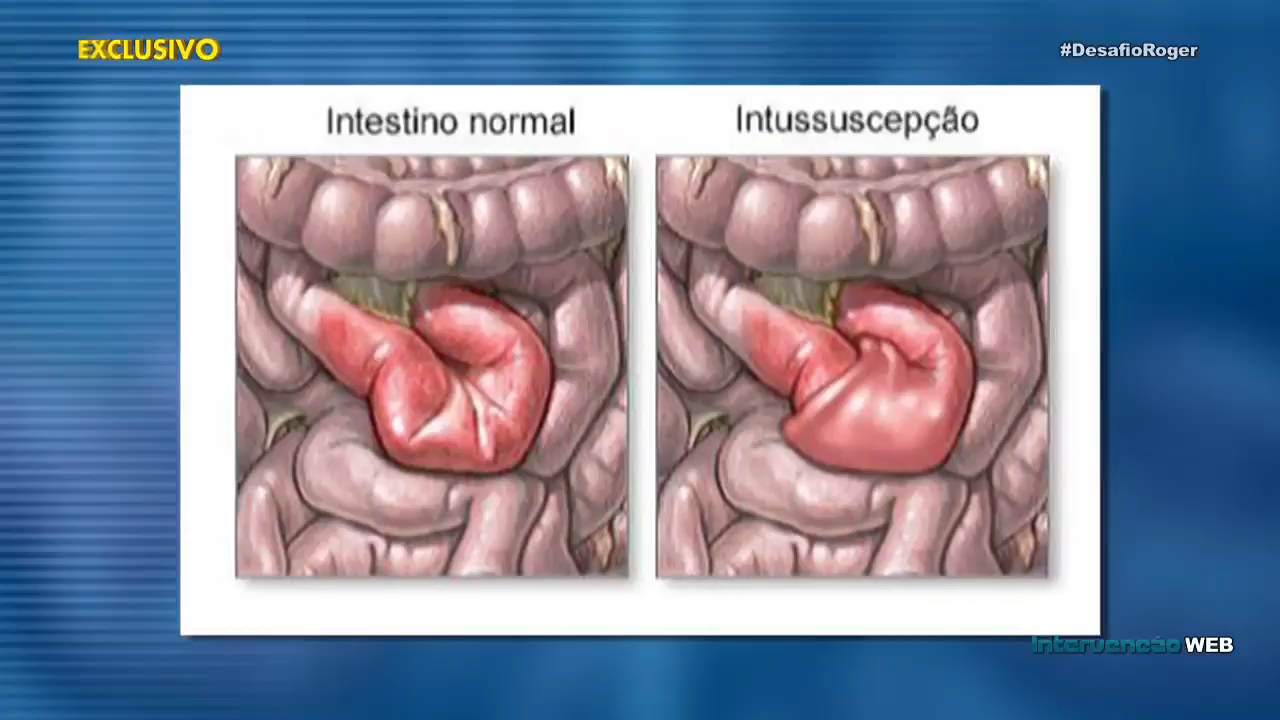 EXCLUSIVO
#DesafioRoger
Intestino normal
Intussuscepção
Intervenção WEB